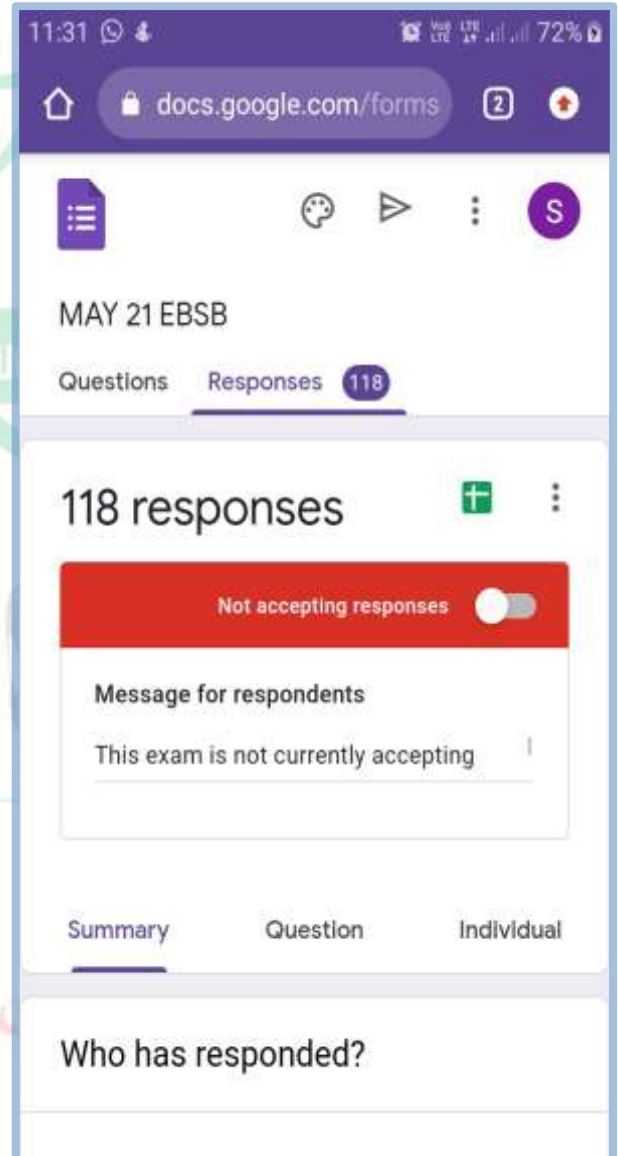 11:31 72%
docs.google.com/forms 2
S
MAY 21 EBSB
Questions Responses 118
118 responses
Not accepting responses
Message for respondents
This exam is not currently accepting
Summary Question Individual
Who has responded?